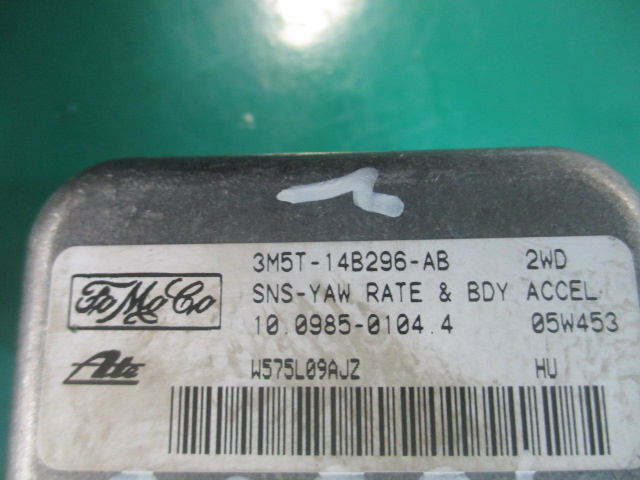 3M5T-14B296-AB 2WD
FoMoCo
SNS-YAW RATE & BDY ACCEL
10.0985-0104.4 05W453
Ate
W575L09AJZ HU